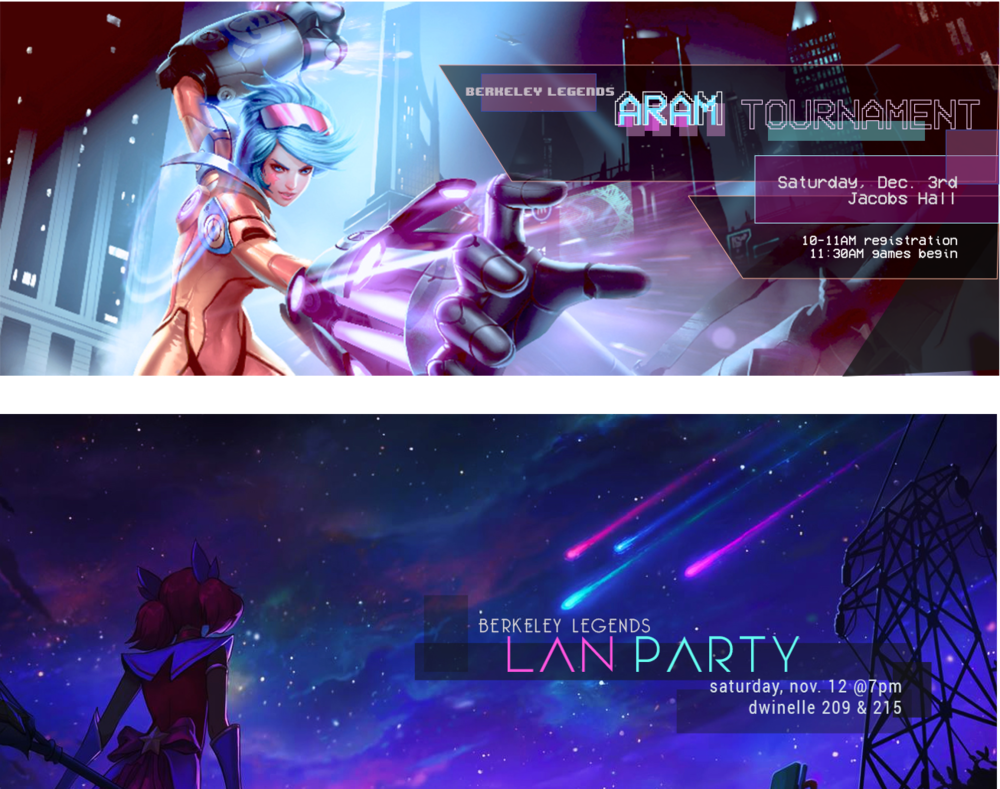 BERKELEY LEGENDS
ARAM TOURNAMENT
Saturday, Dec. 3rd
Jacobs Hall
10-11AM registration
11:30AM games begin
BERKELEY LEGENDS
LAN PARTY
saturday, nov. 12 @7pm
dwinelle 209 & 215